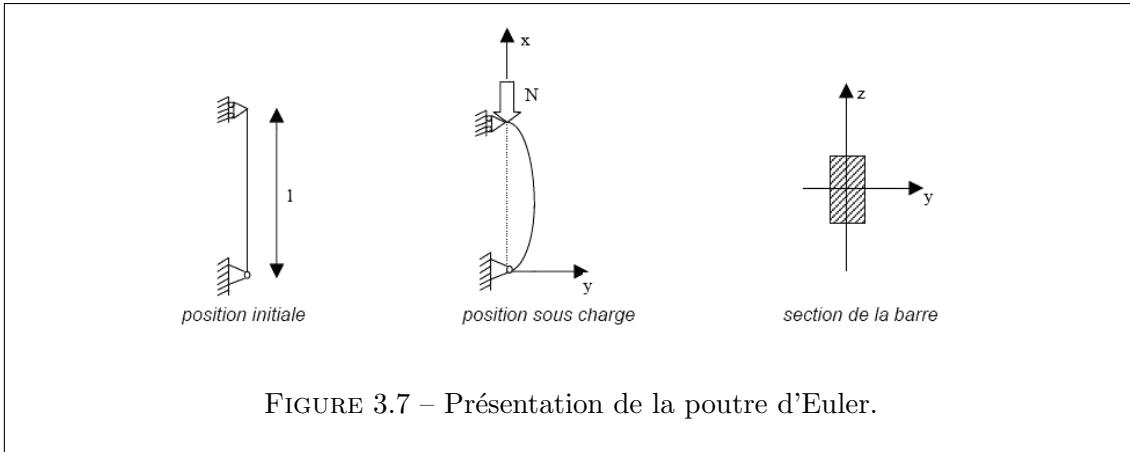 x
N
z
l
y
y
position initiale
position sous charge
section de la barre
FIGURE 3.7 – Présentation de la poutre d'Euler.